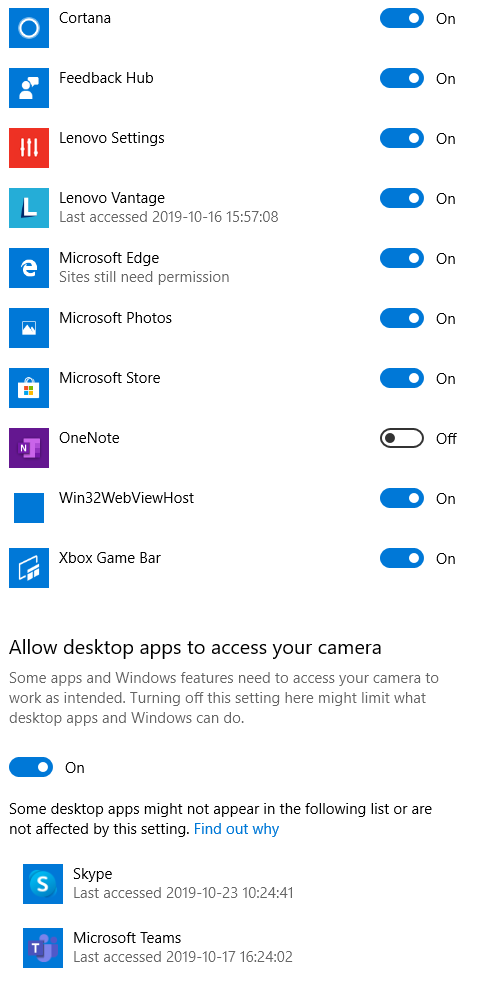 Cortana On
Feedback Hub On
Lenovo Settings On
Lenovo Vantage On
Last accessed 2019-10-16 15:57:08
Microsoft Edge On
Sites still need permission
Microsoft Photos On
Microsoft Store On
OneNote Off
Win32WebViewHost On
Xbox Game Bar On
Allow desktop apps to access your camera
Some apps and Windows features need to access your camera to
work as intended. Turning off this setting here might limit what
desktop apps and Windows can do.
On
Some desktop apps might not appear in the following list or are
not affected by this setting. Find out why
Skype
Last accessed 2019-10-23 10:24:41
Microsoft Teams
Last accessed 2019-10-17 16:24:02